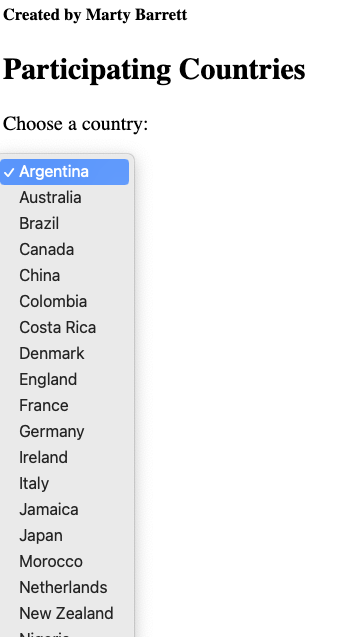 Created by Marty Barrett
Participating Countries
Choose a country:
✓ Argentina
Australia
Brazil
Canada
China
Colombia
Costa Rica
Denmark
England
France
Germany
Ireland
Italy
Jamaica
Japan
Morocco
Netherlands
New Zealand